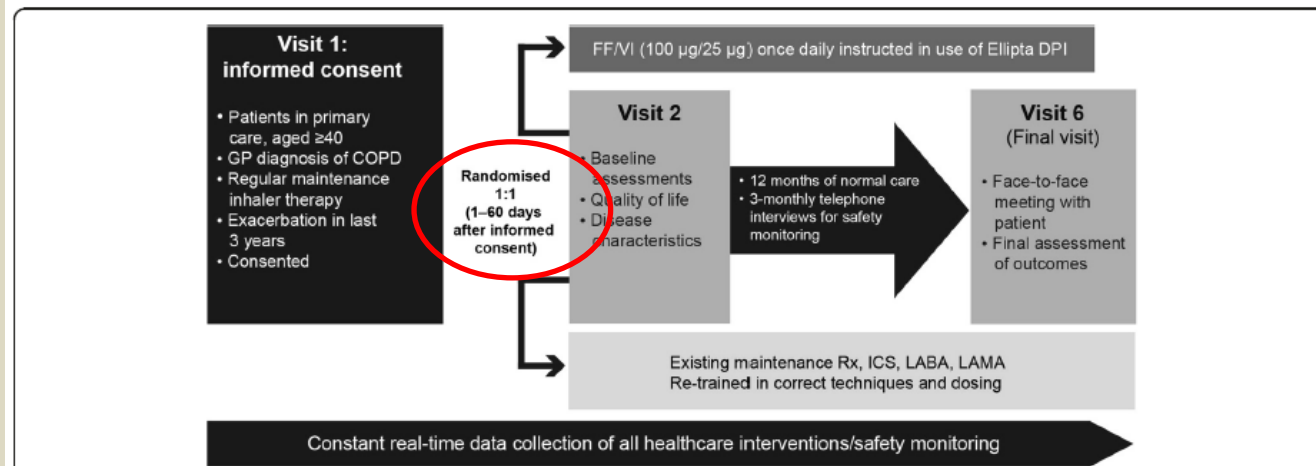 Visit 1:
informed consent
• Patients in primary
care, aged ≥40
• GP diagnosis of COPD
• Regular maintenance
inhaler therapy
• Exacerbation in last
3 years
• Consented
Randomised
1:1
(1–60 days
after informed
consent)
FF/VI (100 µg/25 µg) once daily instructed in use of Ellipta DPI
Visit 2
• Baseline
assessments
• Quality of life
• Disease
characteristics
• 12 months of normal care
• 3-monthly telephone
interviews for safety
monitoring
Visit 6
(Final visit)
• Face-to-face
meeting with
patient
• Final assessment
of outcomes
Existing maintenance Rx, ICS, LABA, LAMA
Re-trained in correct techniques and dosing
Constant real-time data collection of all healthcare interventions/safety monitoring